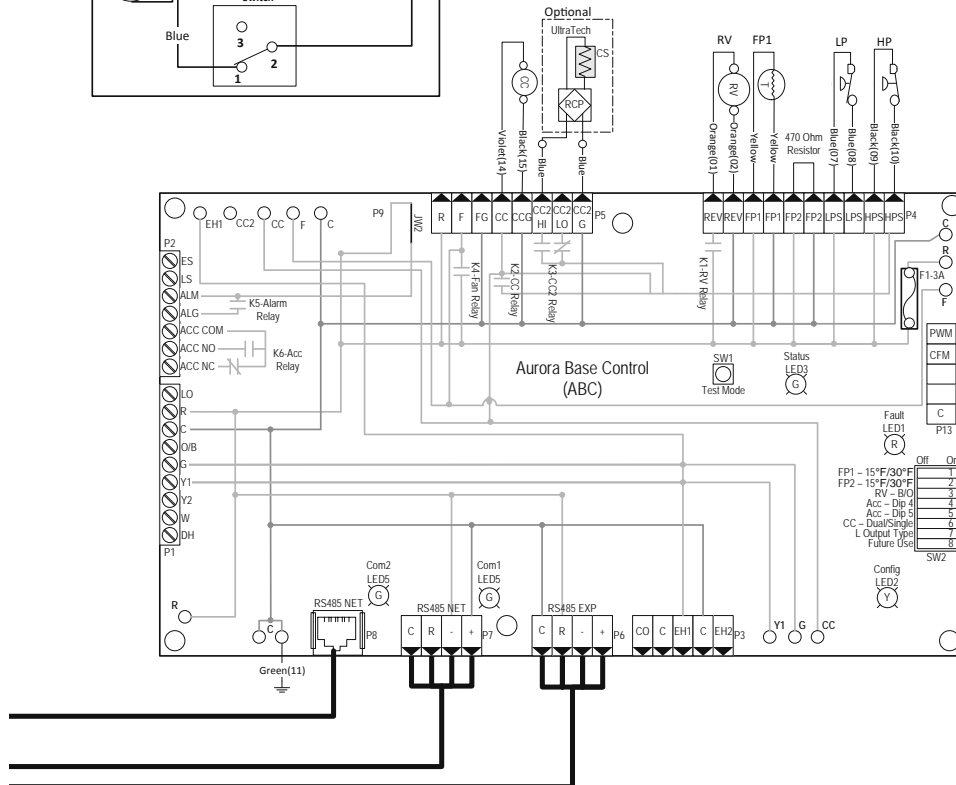 Switch
Blue
3
2
1
Optional
UltraTech
CS
RCP
CC
Violet(14)
Black(15)
Blue
Blue
RV
FP1
LP
HP
RV
T
Orange(01)
Orange(02)
Yellow
Yellow
470 Ohm
Resistor
Blue(07)
Blue(08)
Black(09)
Black(10)
EH1
CC2
CC
F
C
P9
JW2
R
F
FG
CC
CCG
CC2 HI
CC2 LO
CC2 G
P5
REV
REV
FP1
FP1
FP2
FP2
LPS
LPS
HPS
HPS
P4
C
R
F1-3A
F
P2
ES
LS
ALM
ALG
ACC COM
ACC NO
ACC NC
K5-Alarm
Relay
K6-Acc
Relay
K4-Fan Relay
K2-CC Relay
K3-CC2 Relay
K1-RV Relay
Aurora Base Control
(ABC)
SW1
Test Mode
Status
LED3
G
PWM
CFM
C
P13
LO
R
C
O/B
G
Y1
Y2
W
DH
P1
Fault
LED1
R
Off On
FP1 – 15°F/30°F 1
FP2 – 15°F/30°F 2
RV – B/O 3
Acc – Dip 4 4
Acc – Dip 5 5
CC – Dual/Single 6
L Output Type 7
Future Use 8
SW2
Config
LED2
Y
Com2
LED5
G
Com1
LED5
G
R
C
Green(11)
RS485 NET
P8
RS485 NET
C R - +
P7
RS485 EXP
C R - +
P6
CO C EH1 C EH2
P3
Y1 G CC